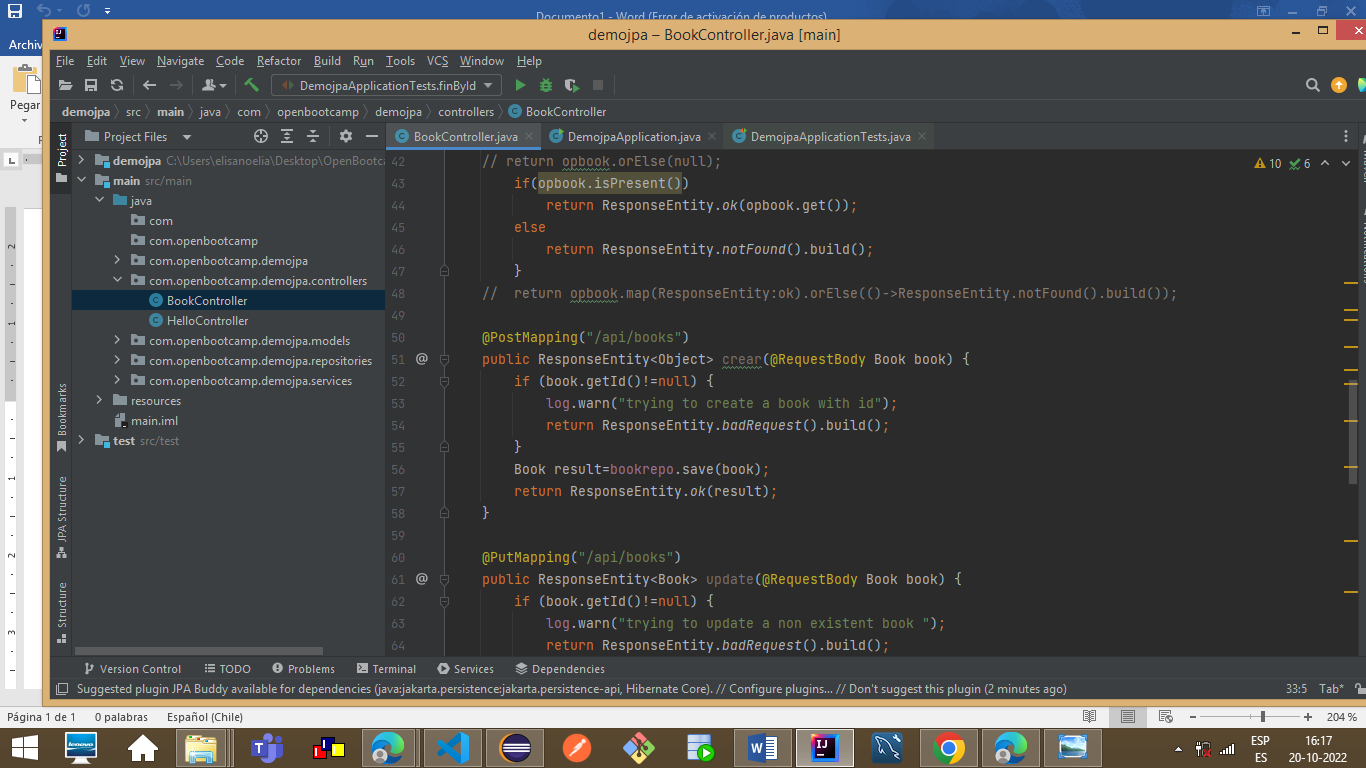 Documento1 - Word (Error de activación de productos)
Archiv
Pegar
demojpa – BookController.java [main]
File Edit View Navigate Code Refactor Build Run Tools VCS Window Help
DemojpaApplicationTests.finById
demojpa src main java com openbootcamp demojpa controllers BookController
Project
Project Files
BookController.java DemojpaApplication.java DemojpaApplicationTests.java
demojpa C:\Users\elisanoelia\Desktop\OpenBootca
main src/main
java
com
com.openbootcamp
com.openbootcamp.demojpa
com.openbootcamp.demojpa.controllers
BookController
HelloController
com.openbootcamp.demojpa.models
com.openbootcamp.demojpa.repositories
com.openbootcamp.demojpa.services
resources
main.iml
test src/test
Bookmarks
JPA Structure
Structure
10 6
42 // return opbook.orElse(null);
43 if(opbook.isPresent())
44 return ResponseEntity.ok(opbook.get());
45 else
46 return ResponseEntity.notFound().build();
47 }
48 // return opbook.map(ResponseEntity:ok).orElse(()->ResponseEntity.notFound().build());
49
50 @PostMapping("/api/books")
51 @ public ResponseEntity<Object> crear(@RequestBody Book book) {
52 if (book.getId()!=null) {
53 log.warn("trying to create a book with id");
54 return ResponseEntity.badRequest().build();
55 }
56 Book result=bookrepo.save(book);
57 return ResponseEntity.ok(result);
58 }
59
60 @PutMapping("/api/books")
61 @ public ResponseEntity<Book> update(@RequestBody Book book) {
62 if (book.getId()!=null) {
63 log.warn("trying to update a non existent book ");
64 return ResponseEntity.badRequest().build();
Version Control TODO Problems Terminal Services Dependencies
Suggested plugin JPA Buddy available for dependencies (java:jakarta.persistence:jakarta.persistence-api, Hibernate Core). // Configure plugins... // Don't suggest this plugin (2 minutes ago) 33:5 Tab*
Página 1 de 1 0 palabras Español (Chile) 204 %
ESP 16:17
ES 20-10-2022